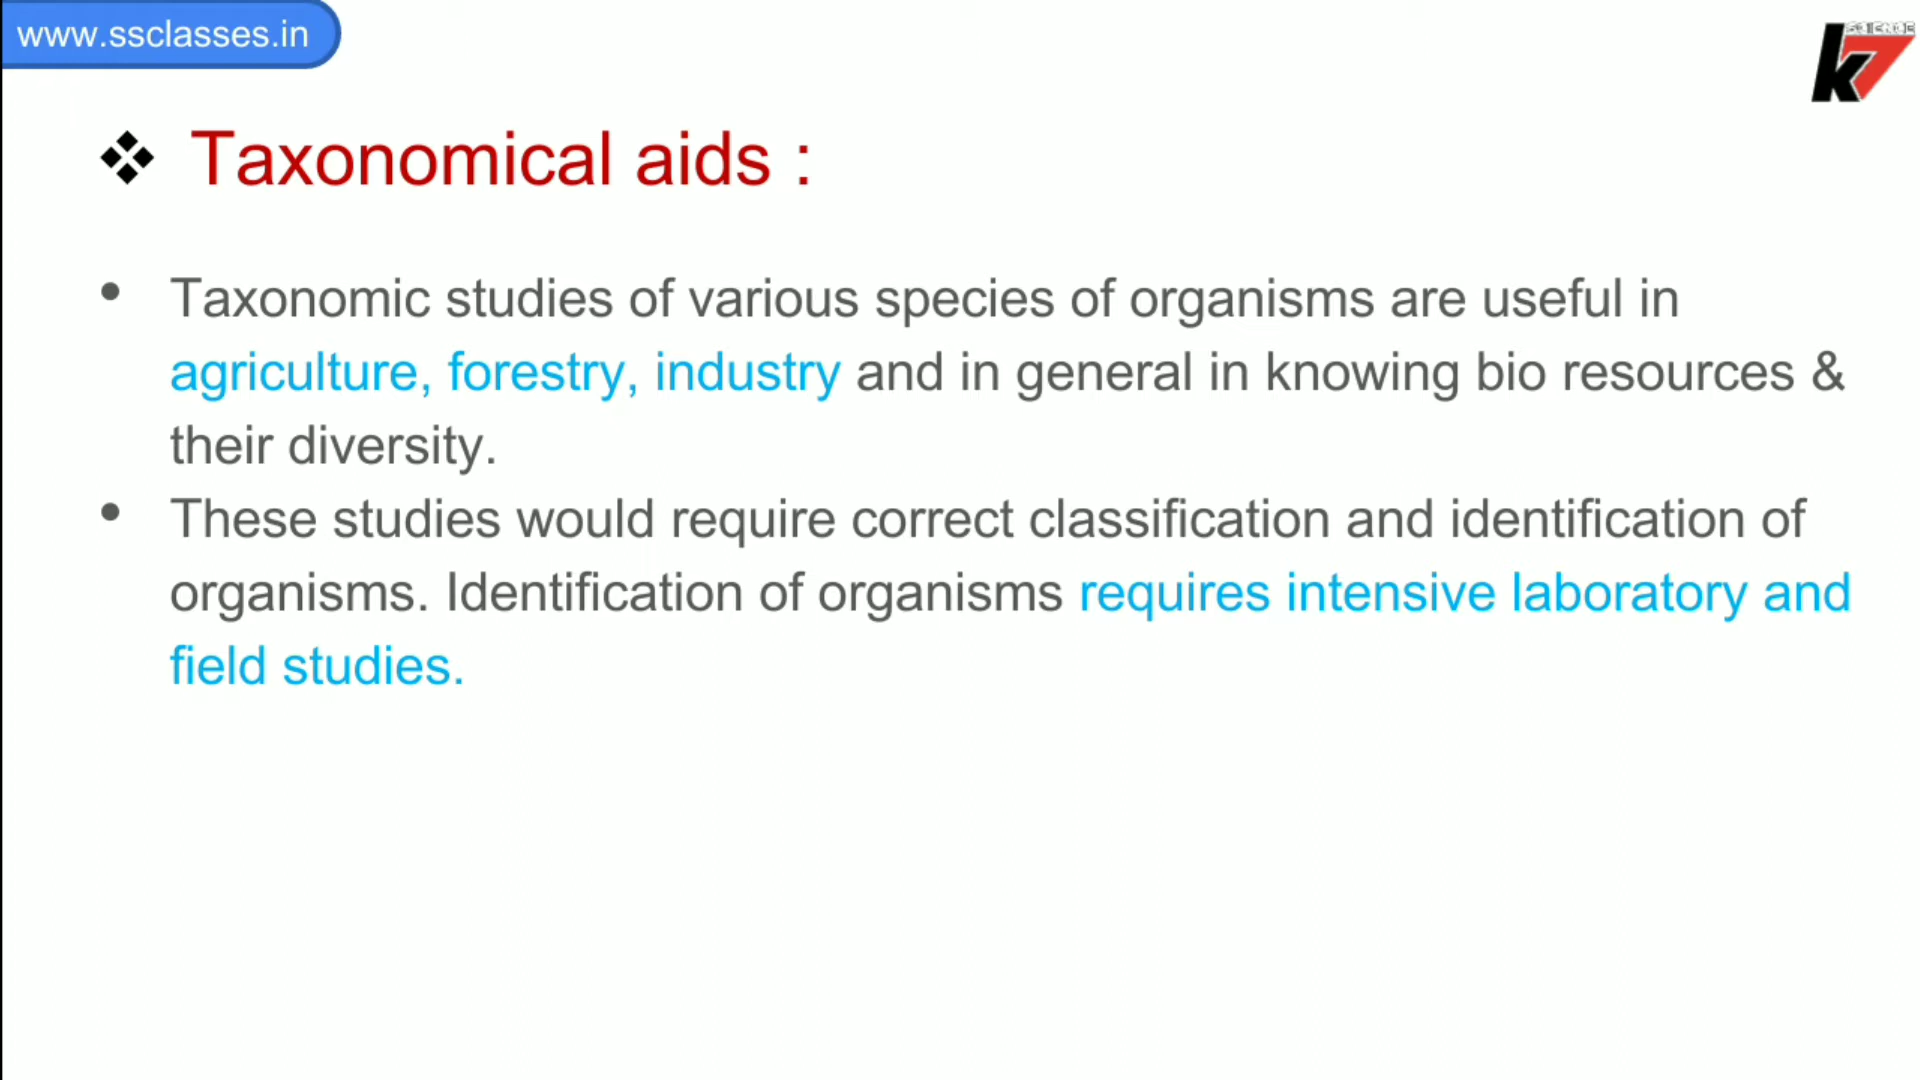 www.ssclasses.in
SCIENCE
k7
❖ Taxonomical aids :
• Taxonomic studies of various species of organisms are useful in
agriculture, forestry, industry and in general in knowing bio resources &
their diversity.
• These studies would require correct classification and identification of
organisms. Identification of organisms requires intensive laboratory and
field studies.